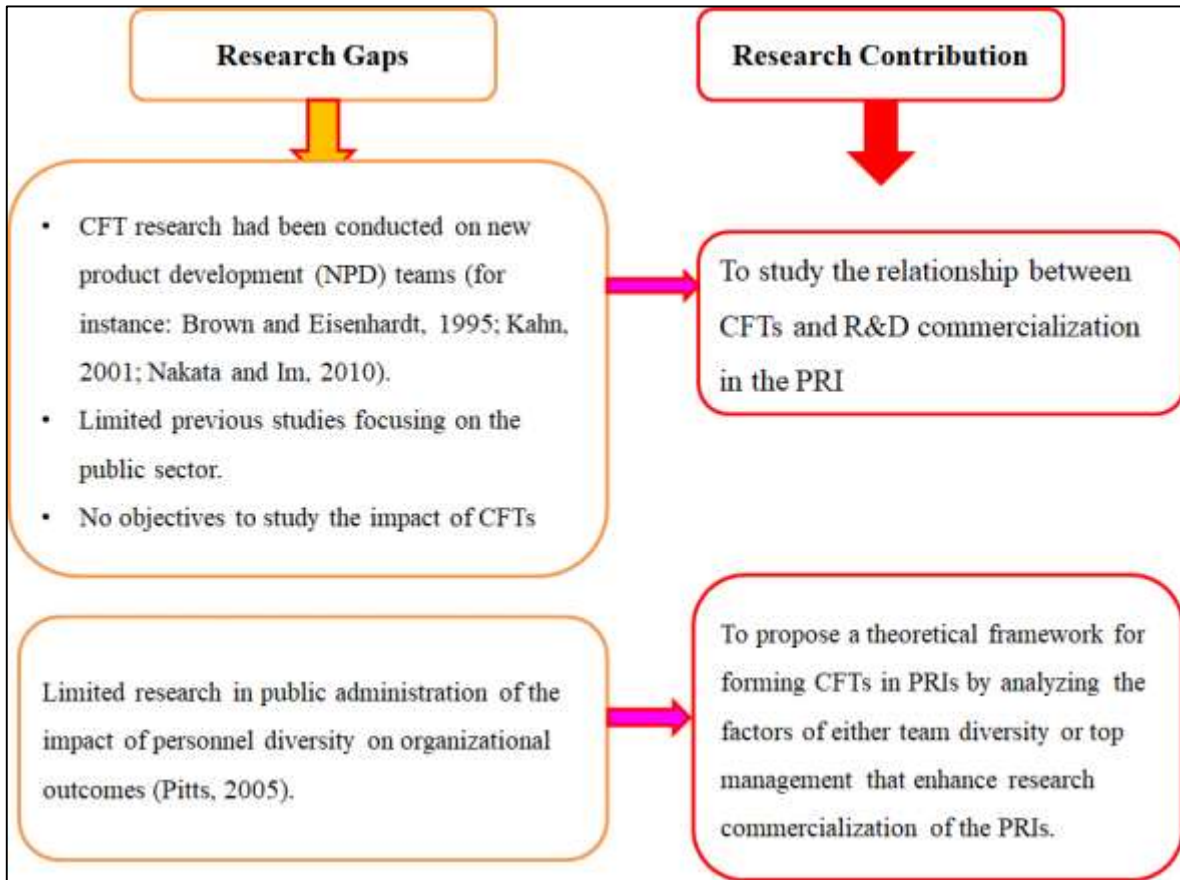 Research Gaps
Research Contribution
• CFT research had been conducted on new
product development (NPD) teams (for
instance: Brown and Eisenhardt, 1995; Kahn,
2001; Nakata and Im, 2010).
• Limited previous studies focusing on the
public sector.
• No objectives to study the impact of CFTs
To study the relationship between
CFTs and R&D commercialization
in the PRI
Limited research in public administration of the
impact of personnel diversity on organizational
outcomes (Pitts, 2005).
To propose a theoretical framework for
forming CFTs in PRIs by analyzing the
factors of either team diversity or top
management that enhance research
commercialization of the PRIs.